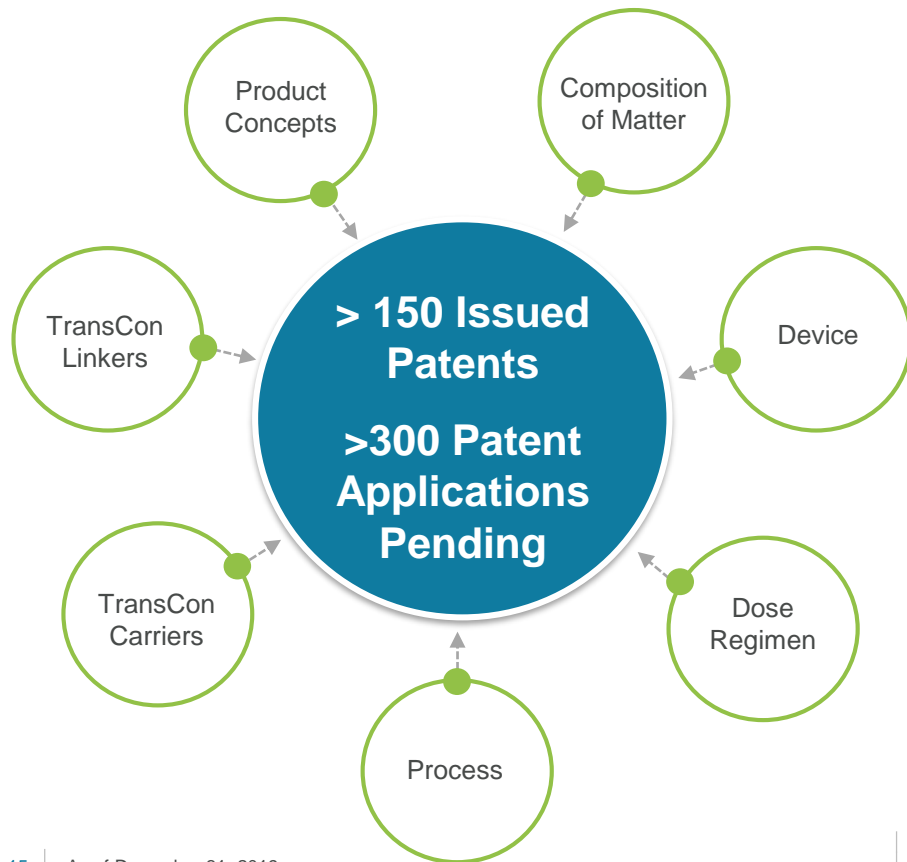 Product
Concepts
Composition
of Matter
> 150 Issued
Patents
>300 Patent
Applications
Pending
TransCon
Linkers
Device
TransCon
Carriers
Dose
Regimen
Process